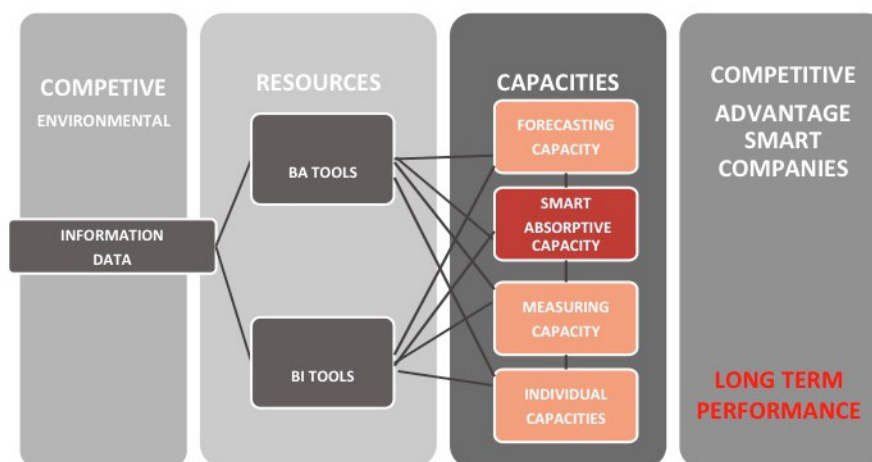 COMPETIVE
ENVIRONMENTAL
INFORMATION
DATA
RESOURCES
BA TOOLS
BI TOOLS
CAPACITIES
FORECASTING
CAPACITY
SMART
ABSORPTIVE
CAPACITY
MEASURING
CAPACITY
INDIVIDUAL
CAPACITIES
COMPETITIVE
ADVANTAGE
SMART
COMPANIES
LONG TERM
PERFORMANCE